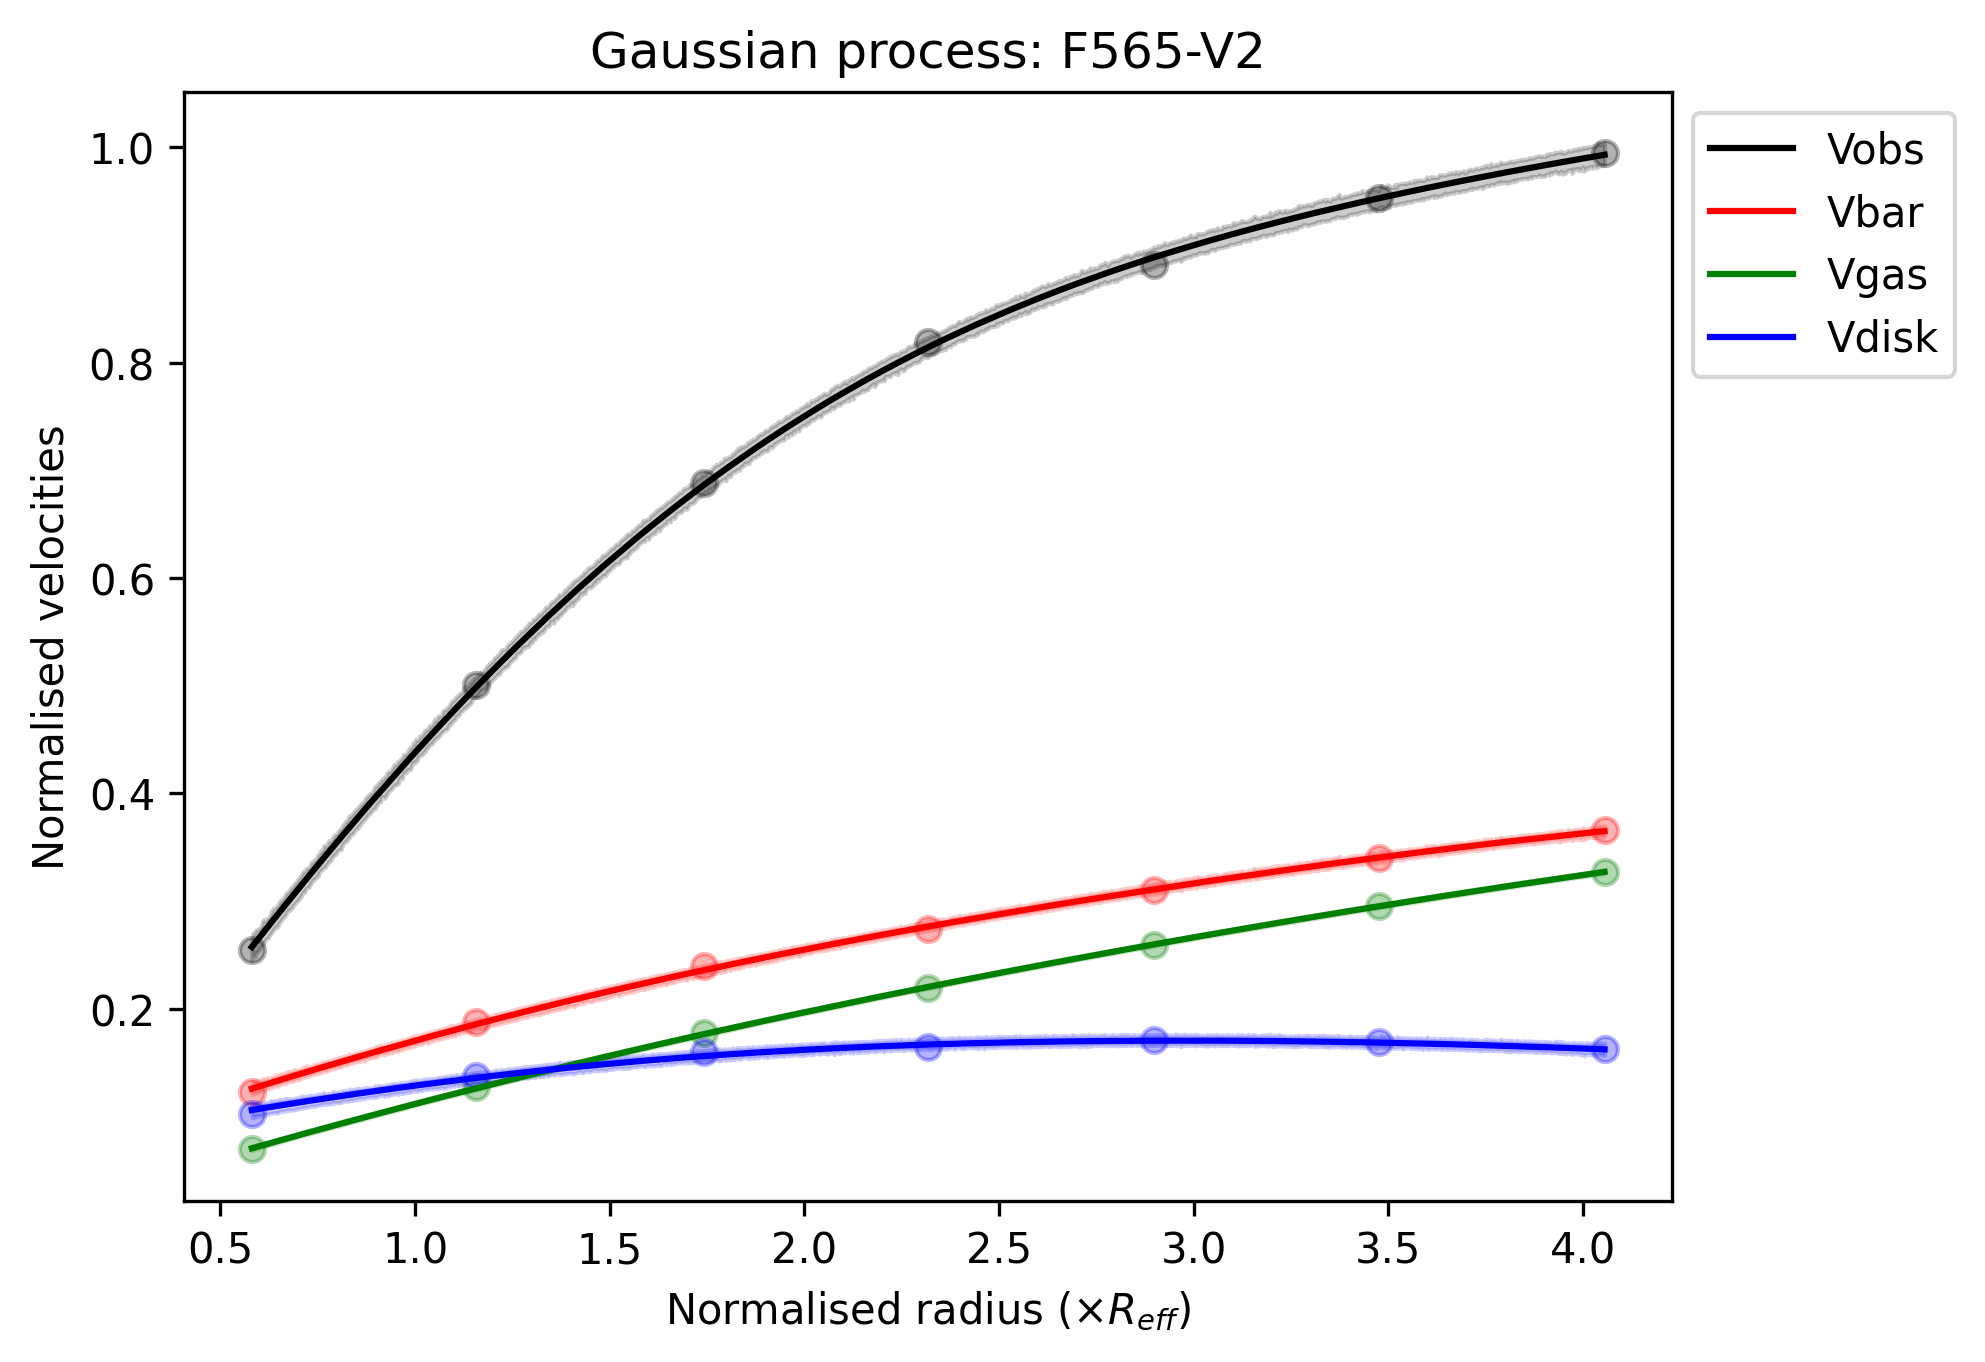 Gaussian process: F565-V2
Normalised velocities
1.0
0.8
0.6
0.4
0.2
0.5 1.0 1.5 2.0 2.5 3.0 3.5 4.0
Normalised radius (×R_eff)
Vobs
Vbar
Vgas
Vdisk